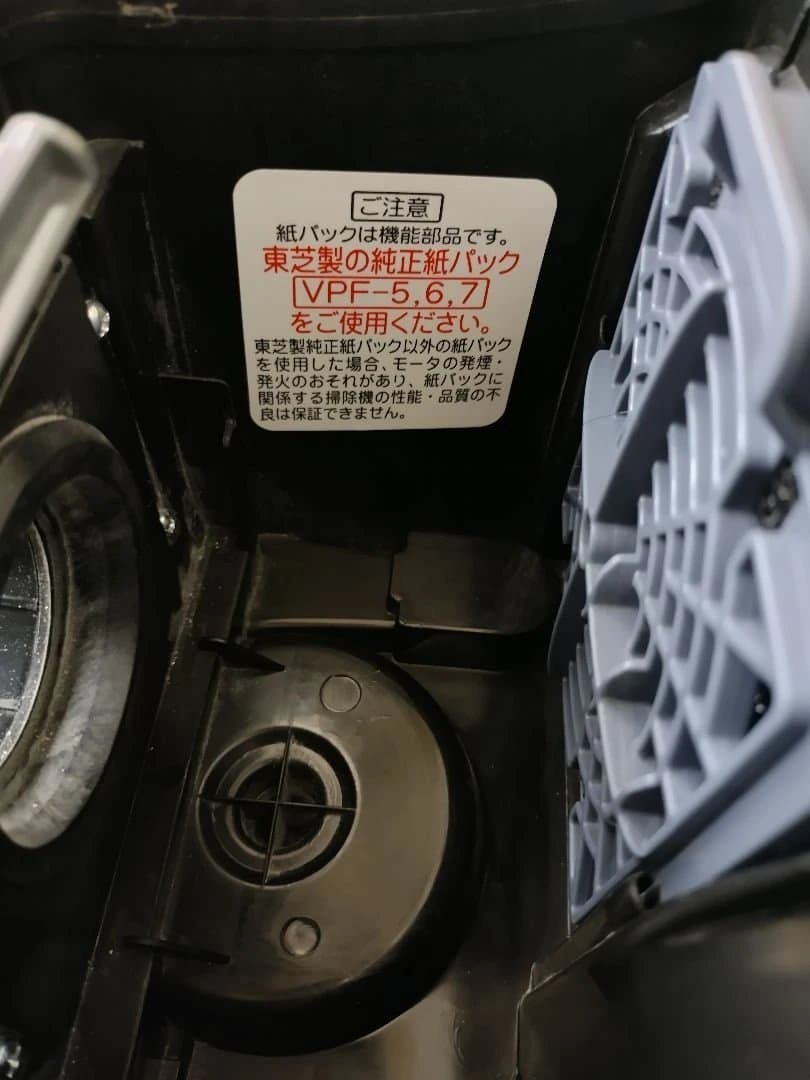 ご注意
紙パックは機能部品です。
東芝製の純正紙パック
VPF-5,6,7
をご使用ください。
東芝製純正紙パック以外の紙パック
を使用した場合、モータの発煙・
発火のおそれがあり、紙パックに
関係する掃除機の性能・品質の不
良は保証できません。